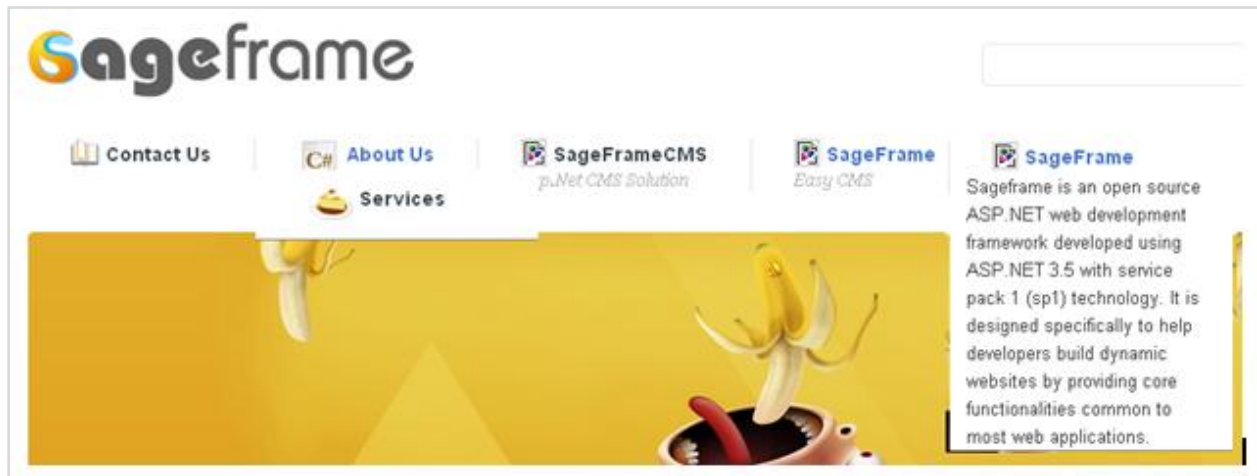 Sageframe
Contact Us
About Us
Services
SageFrameCMS
p.Net CMS Solution
SageFrame
Easy CMS
SageFrame
Sageframe is an open source
ASP.NET web development
framework developed using
ASP.NET 3.5 with service
pack 1 (sp1) technology. It is
designed specifically to help
developers build dynamic
websites by providing core
functionalities common to
most web applications.
C#